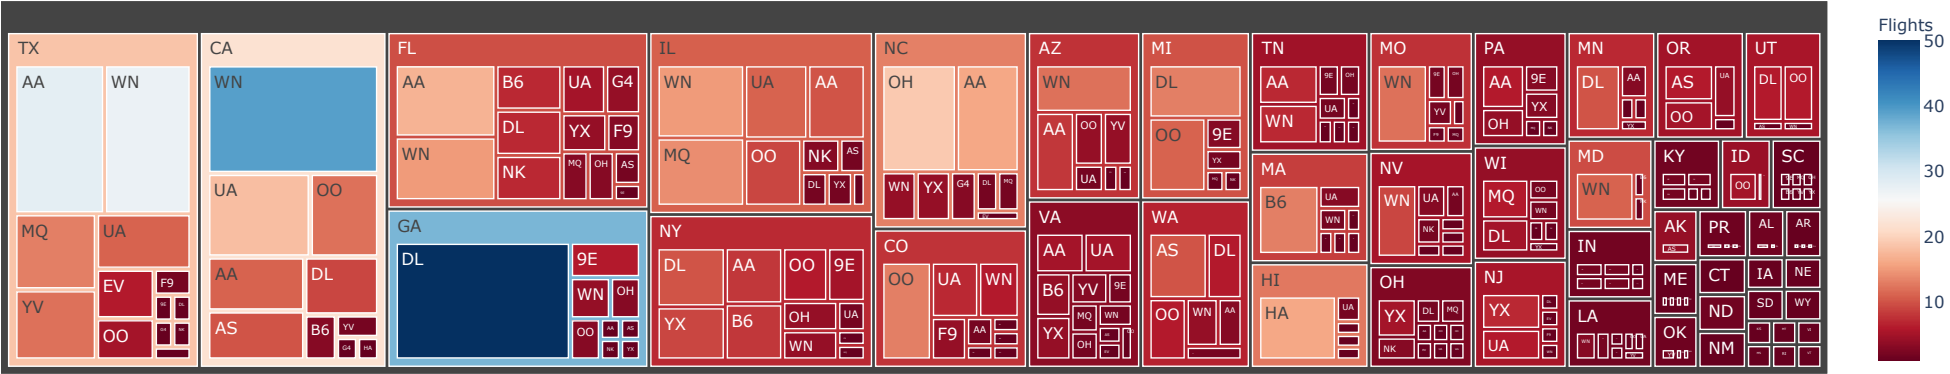 Flights
50
40
30
20
10
TX
AA
WN
MQ
UA
YV
EV
F9
OO
9E
DL
CA
WN
UA
OO
AA
DL
AS
B6
YV
G4
HA
FL
AA
B6
UA
G4
DL
YX
F9
WN
NK
MQ
OH
AS
GA
DL
9E
WN
OH
OO
AA
AS
NK
YX
IL
WN
UA
AA
MQ
OO
NK
AS
DL
YX
NY
DL
AA
OO
9E
YX
B6
OH
UA
WN
NC
OH
AA
WN
YX
G4
DL
MQ
EV
CO
OO
UA
WN
F9
AA
AZ
WN
AA
OO
YV
UA
VA
AA
UA
B6
YV
9E
MQ
WN
YX
OH
MI
DL
OO
9E
YX
WA
AS
DL
OO
WN
AA
TN
AA
9E
OH
UA
WN
MA
B6
UA
WN
HI
HA
UA
MO
WN
YV
NV
WN
UA
AA
NK
OH
YX
DL
MQ
NK
PA
AA
9E
YX
OH
WI
MQ
OO
WN
DL
NJ
YX
UA
MN
DL
AA
YX
MD
WN
IN
LA
WN
OR
AS
UA
OO
UT
DL
OO
KY
ID
OO
SC
AK
AS
PR
AL
AR
ME
CT
IA
NE
OK
ND
SD
WY
NM